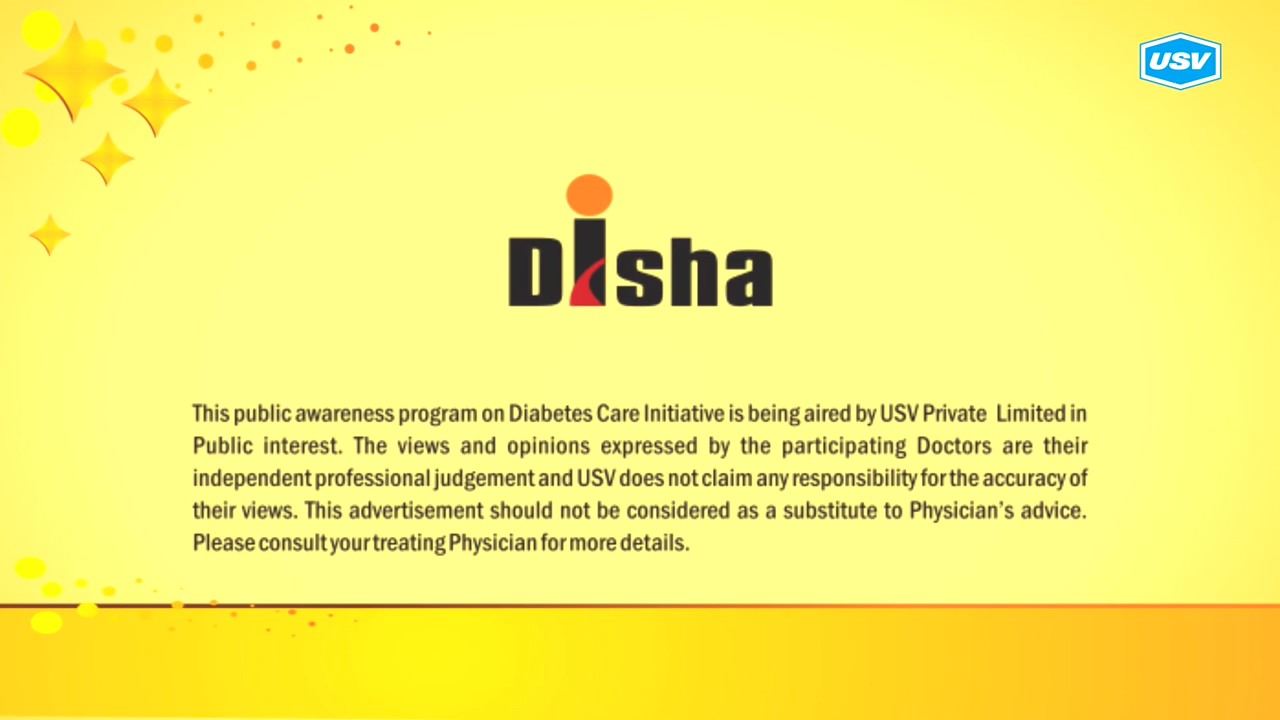 USV
Disha
This public awareness program on Diabetes Care Initiative is being aired by USV Private Limited in
Public interest. The views and opinions expressed by the participating Doctors are their
independent professional judgement and USV does not claim any responsibility for the accuracy of
their views. This advertisement should not be considered as a substitute to Physician's advice.
Please consult your treating Physician for more details.